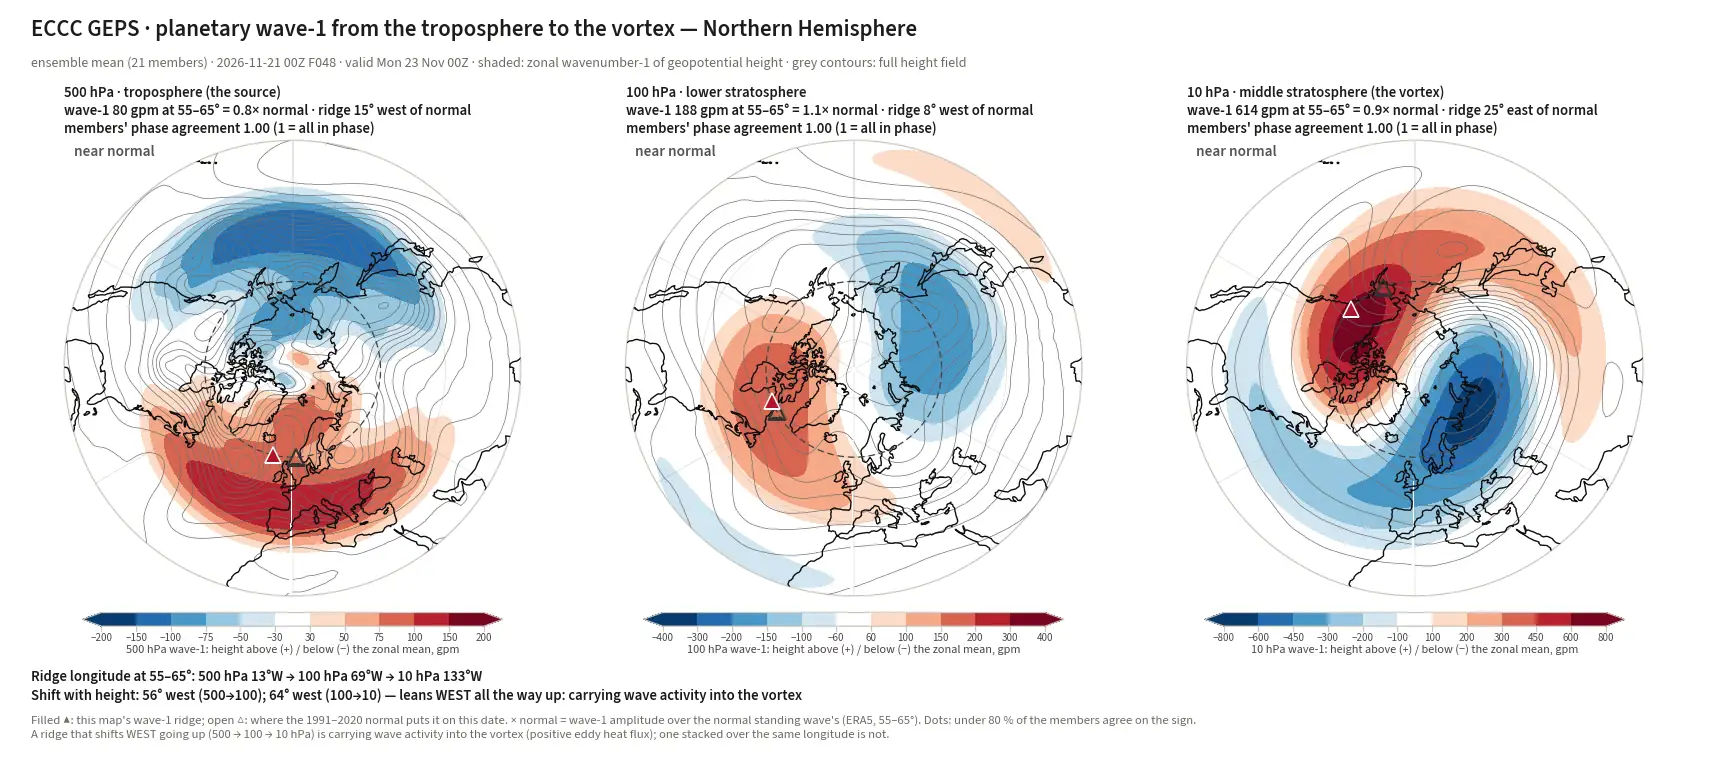 ECCC GEPS · planetary wave-1 from the troposphere to the vortex — Northern Hemisphere
ensemble mean (21 members) · 2026-11-21 00Z F048 · valid Mon 23 Nov 00Z · shaded: zonal wavenumber-1 of geopotential height · grey contours: full height field
500 hPa · troposphere (the source)
wave-1 80 gpm at 55–65° = 0.8× normal · ridge 15° west of normal
members' phase agreement 1.00 (1 = all in phase)
near normal
100 hPa · lower stratosphere
wave-1 188 gpm at 55–65° = 1.1× normal · ridge 8° west of normal
members' phase agreement 1.00 (1 = all in phase)
near normal
10 hPa · middle stratosphere (the vortex)
wave-1 614 gpm at 55–65° = 0.9× normal · ridge 25° east of normal
members' phase agreement 1.00 (1 = all in phase)
near normal
−200 −150 −100 −75 −50 −30 30 50 75 100 150 200
500 hPa wave-1: height above (+) / below (−) the zonal mean, gpm
−400 −300 −200 −150 −100 −60 60 100 150 200 300 400
100 hPa wave-1: height above (+) / below (−) the zonal mean, gpm
−800 −600 −450 −300 −200 −100 100 200 300 450 600 800
10 hPa wave-1: height above (+) / below (−) the zonal mean, gpm
Ridge longitude at 55–65°: 500 hPa 13°W → 100 hPa 69°W → 10 hPa 133°W
Shift with height: 56° west (500→100); 64° west (100→10) — leans WEST all the way up: carrying wave activity into the vortex
Filled ▲: this map's wave-1 ridge; open △: where the 1991–2020 normal puts it on this date. × normal = wave-1 amplitude over the normal standing wave's (ERA5, 55–65°). Dots: under 80 % of the members agree on the sign.
A ridge that shifts WEST going up (500 → 100 → 10 hPa) is carrying wave activity into the vortex (positive eddy heat flux); one stacked over the same longitude is not.